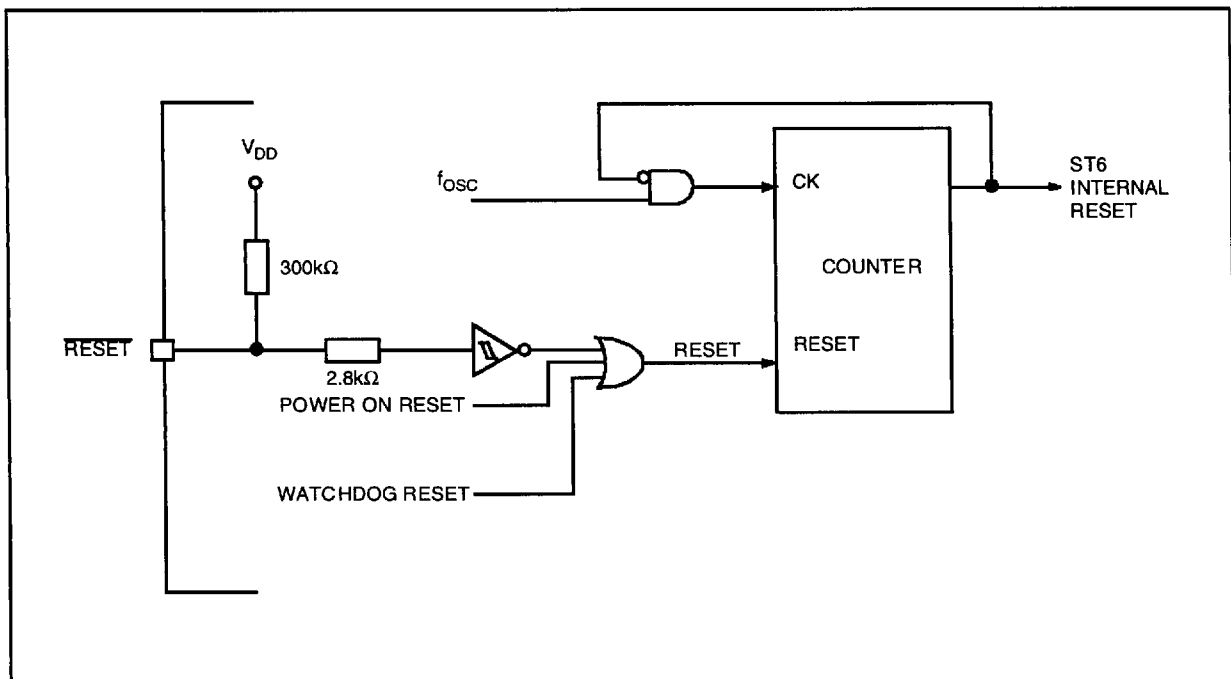 V_DD
f_OSC
CK
ST6
INTERNAL
RESET
300kΩ
COUNTER
RESET
2.8kΩ
RESET
RESET
POWER ON RESET
WATCHDOG RESET